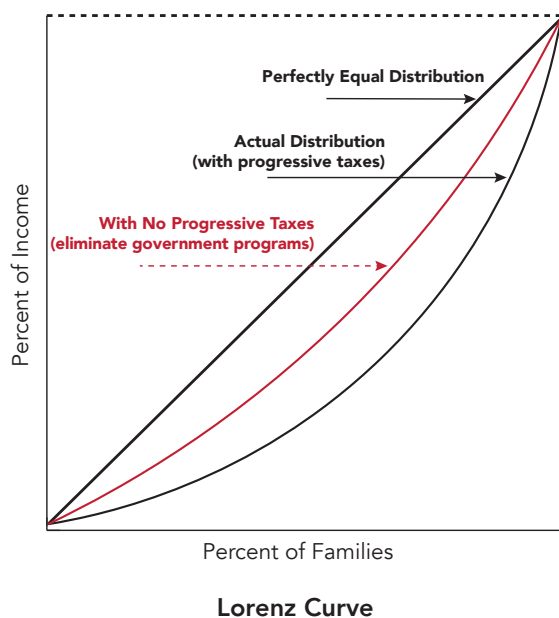 Perfectly Equal Distribution
Actual Distribution
(with progressive taxes)
With No Progressive Taxes
(eliminate government programs)
Percent of Income
Percent of Families
Lorenz Curve